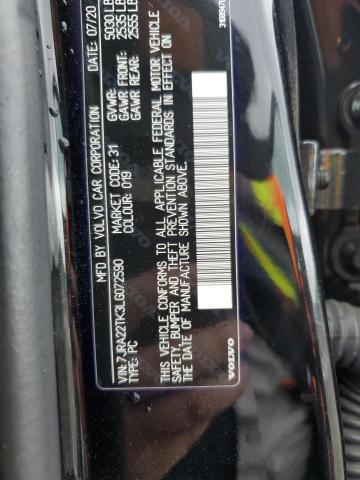 MFD BY: VOLVO CAR CORPORATION 07/20
GVWR: 5030 LB
GAWR FRONT: 2535 LB
GAWR REAR: 2555 LB
MARKET CODE: 31
COLOUR: 019
VIN: 7JRA22TK3LG072590
TYPE: PC
THIS VEHICLE CONFORMS TO ALL APPLICABLE FEDERAL MOTOR VEHICLE
SAFETY, BUMPER AND THEFT PREVENTION STANDARDS IN EFFECT ON
THE DATE OF MANUFACTURE SHOWN ABOVE.
VOLVO